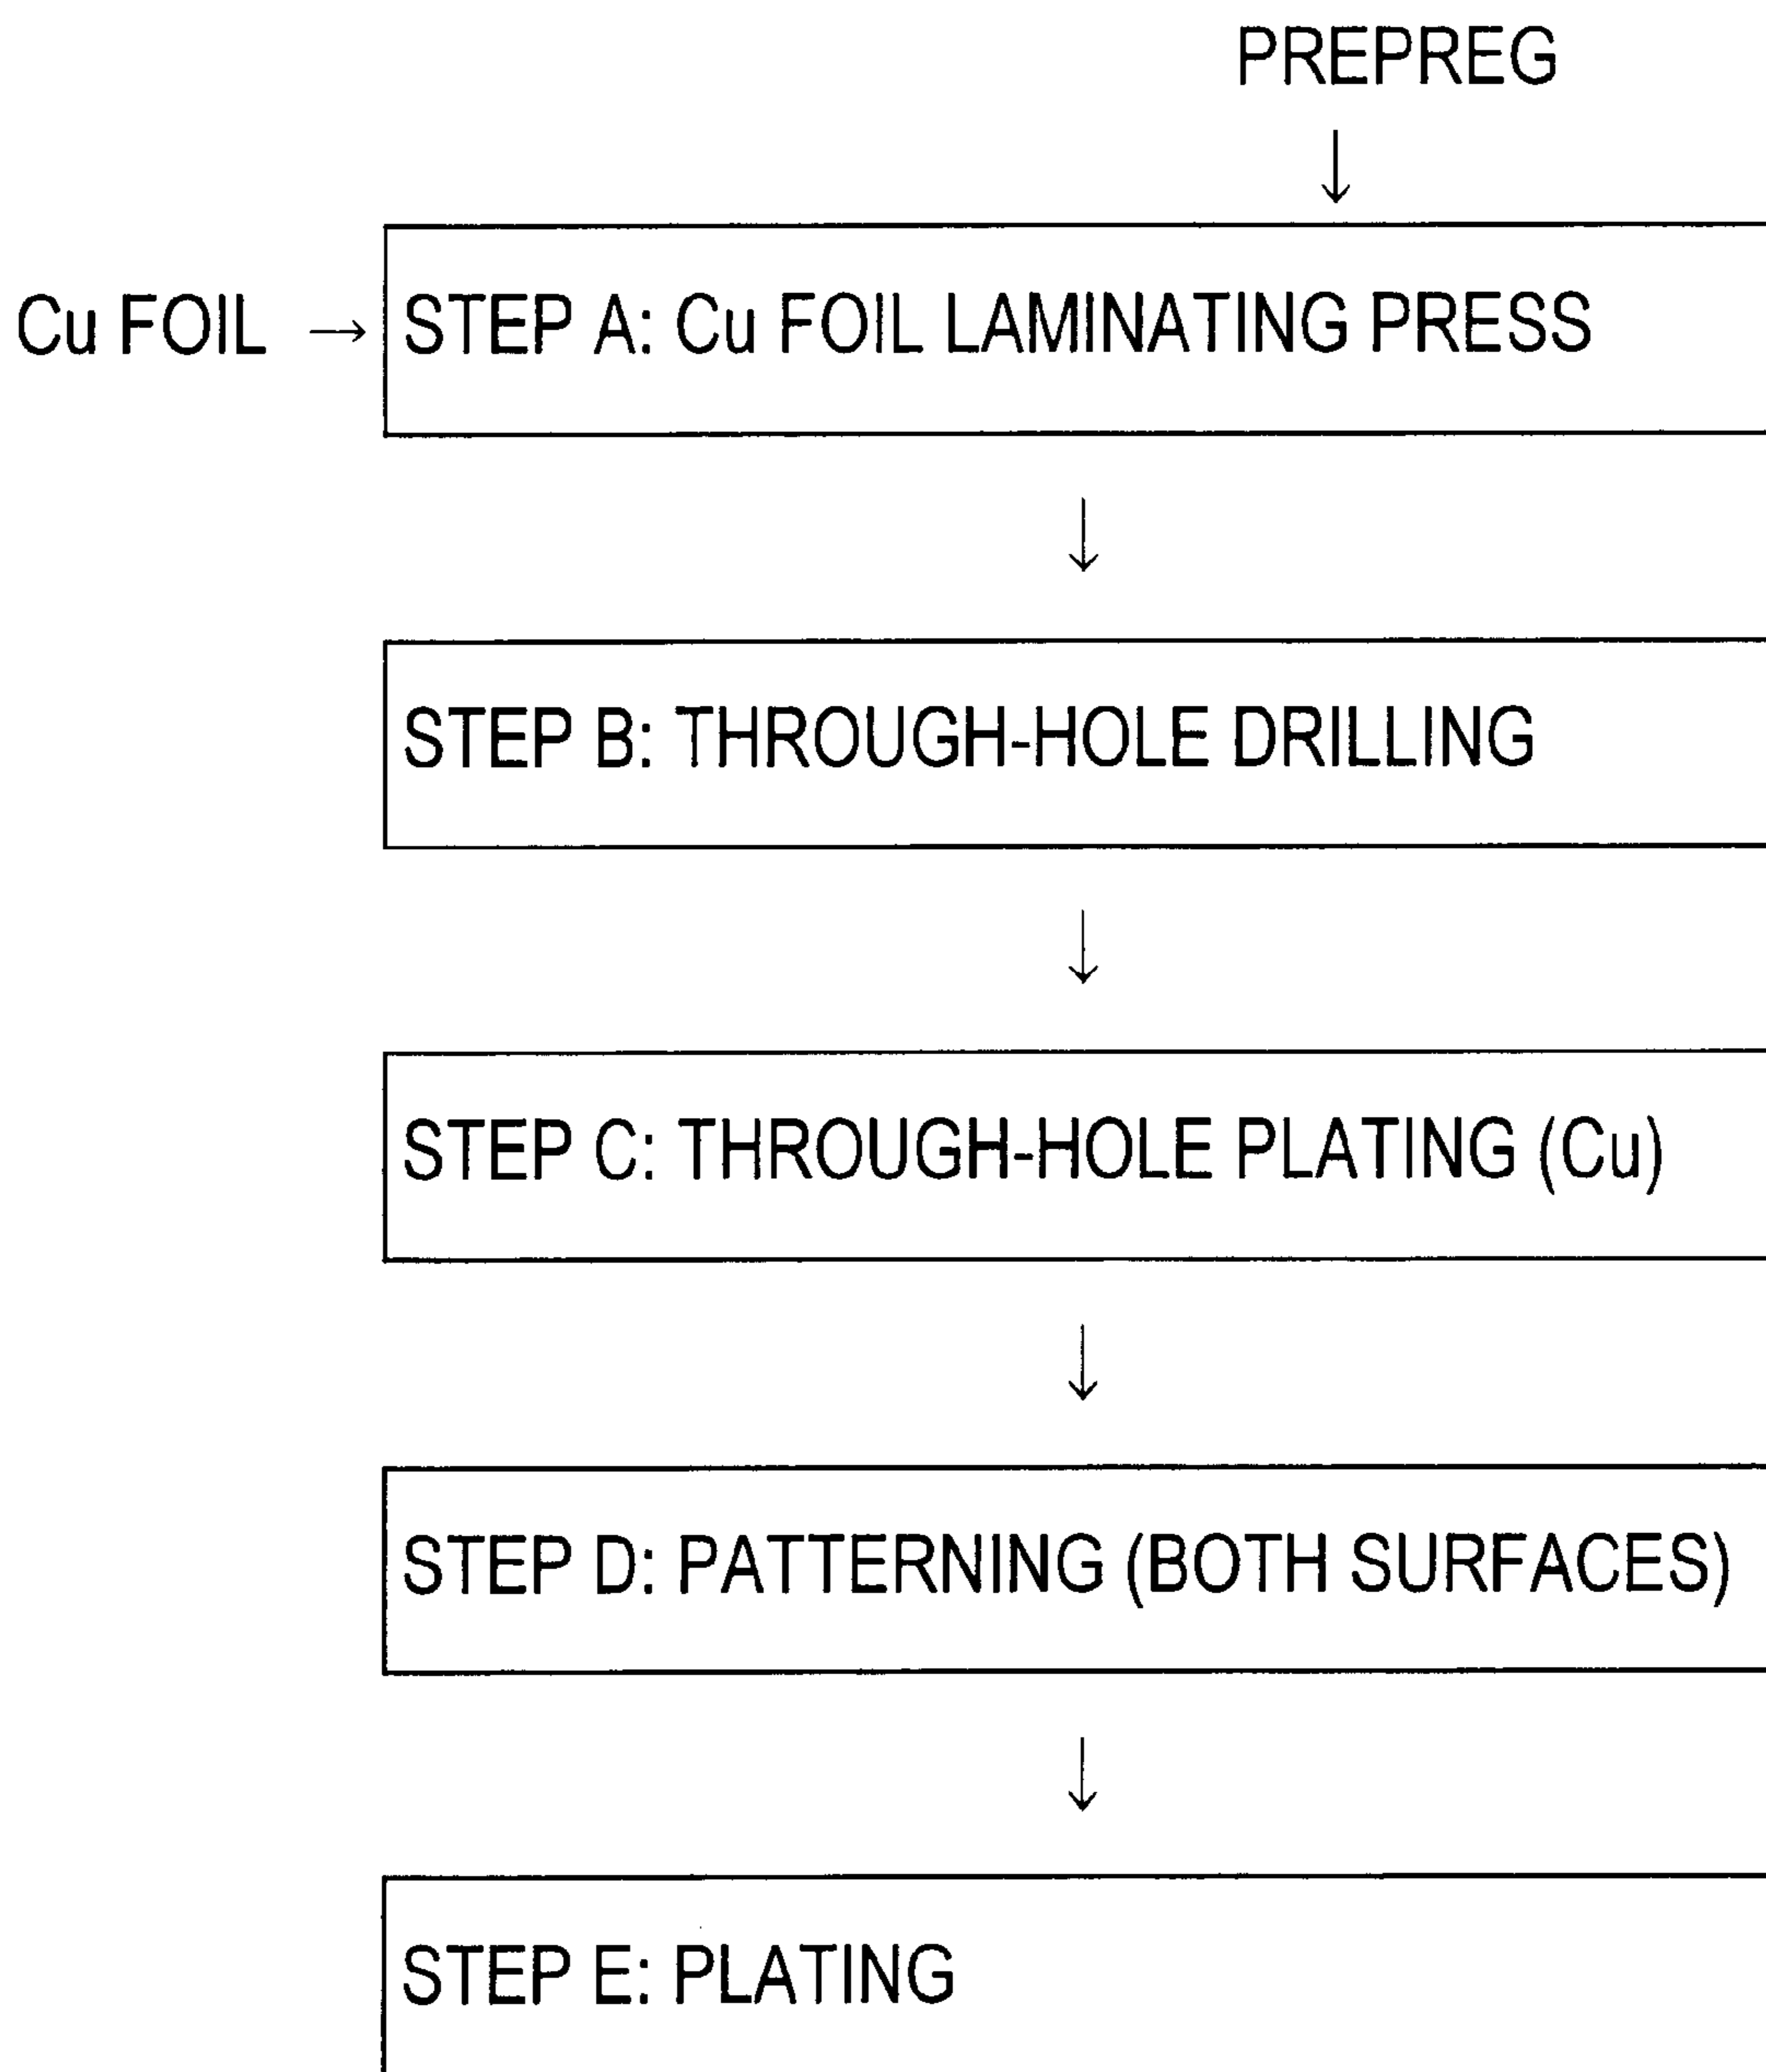 PREPREG
Cu FOIL → STEP A: Cu FOIL LAMINATING PRESS
STEP B: THROUGH-HOLE DRILLING
STEP C: THROUGH-HOLE PLATING (Cu)
STEP D: PATTERNING (BOTH SURFACES)
STEP E: PLATING